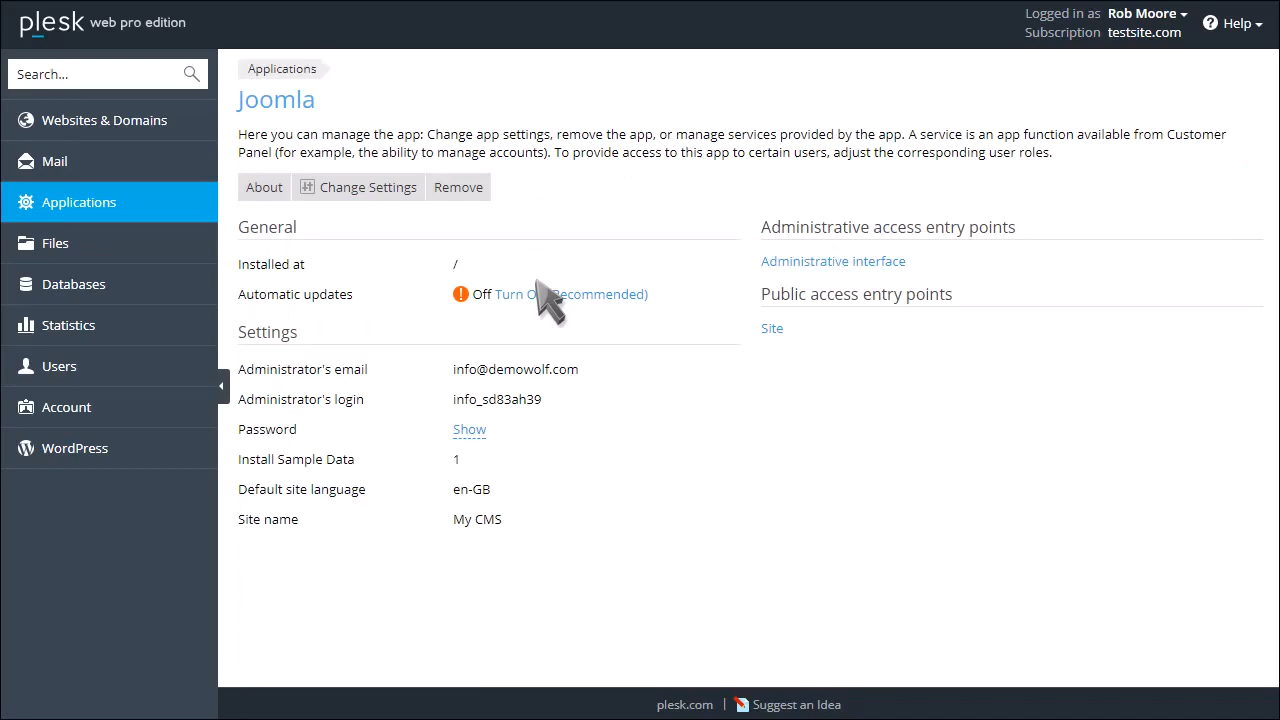 plesk web pro edition
Logged in as Rob Moore
Subscription testsite.com
Help
Search...
Websites & Domains
Mail
Applications
Files
Databases
Statistics
Users
Account
WordPress
Applications
Joomla
Here you can manage the app: Change app settings, remove the app, or manage services provided by the app. A service is an app function available from Customer
Panel (for example, the ability to manage accounts). To provide access to this app to certain users, adjust the corresponding user roles.
About Change Settings Remove
General
Installed at /
Automatic updates Off Turn Recommended)
Settings
Administrator's email info@demowolf.com
Administrator's login info_sd83ah39
Password Show
Install Sample Data 1
Default site language en-GB
Site name My CMS
Administrative access entry points
Administrative interface
Public access entry points
Site
plesk.com | Suggest an Idea